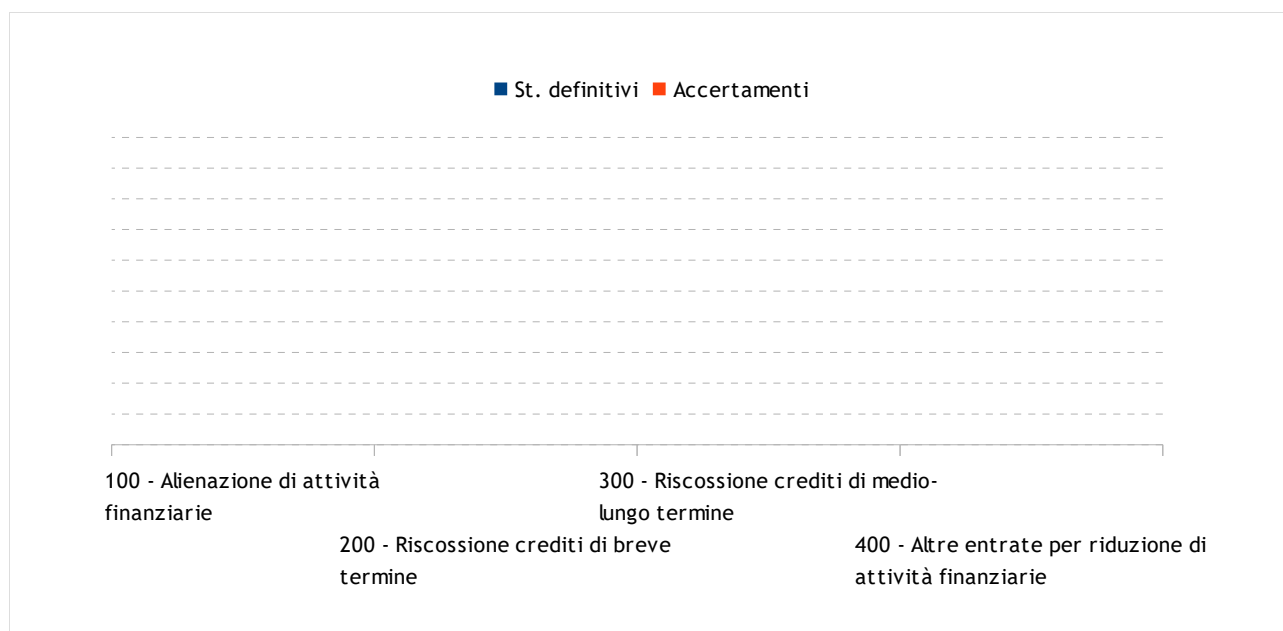 St. definitivi Accertamenti
100 - Alienazione di attività
finanziarie
200 - Riscossione crediti di breve
termine
300 - Riscossione crediti di medio-
lungo termine
400 - Altre entrate per riduzione di
attività finanziarie